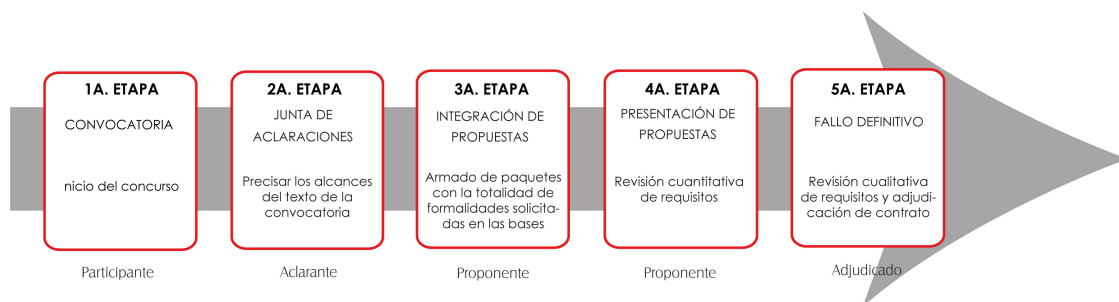 1A. ETAPA
CONVOCATORIA
nicio del concurso
Participante
2A. ETAPA
JUNTA DE
ACLARACIONES
Precisar los alcances
del texto de la
convocatoria
Aclarante
3A. ETAPA
INTEGRACIÓN DE
PROPUESTAS
Armado de paquetes
con la totalidad de
formalidades solicita-
das en las bases
Proponente
4A. ETAPA
PRESENTACIÓN DE
PROPUESTAS
Revisión cuantitativa
de requisitos
Proponente
5A. ETAPA
FALLO DEFINITIVO
Revisión cualitativa
de requisitos y adjudi-
cación de contrato
Adjudicado